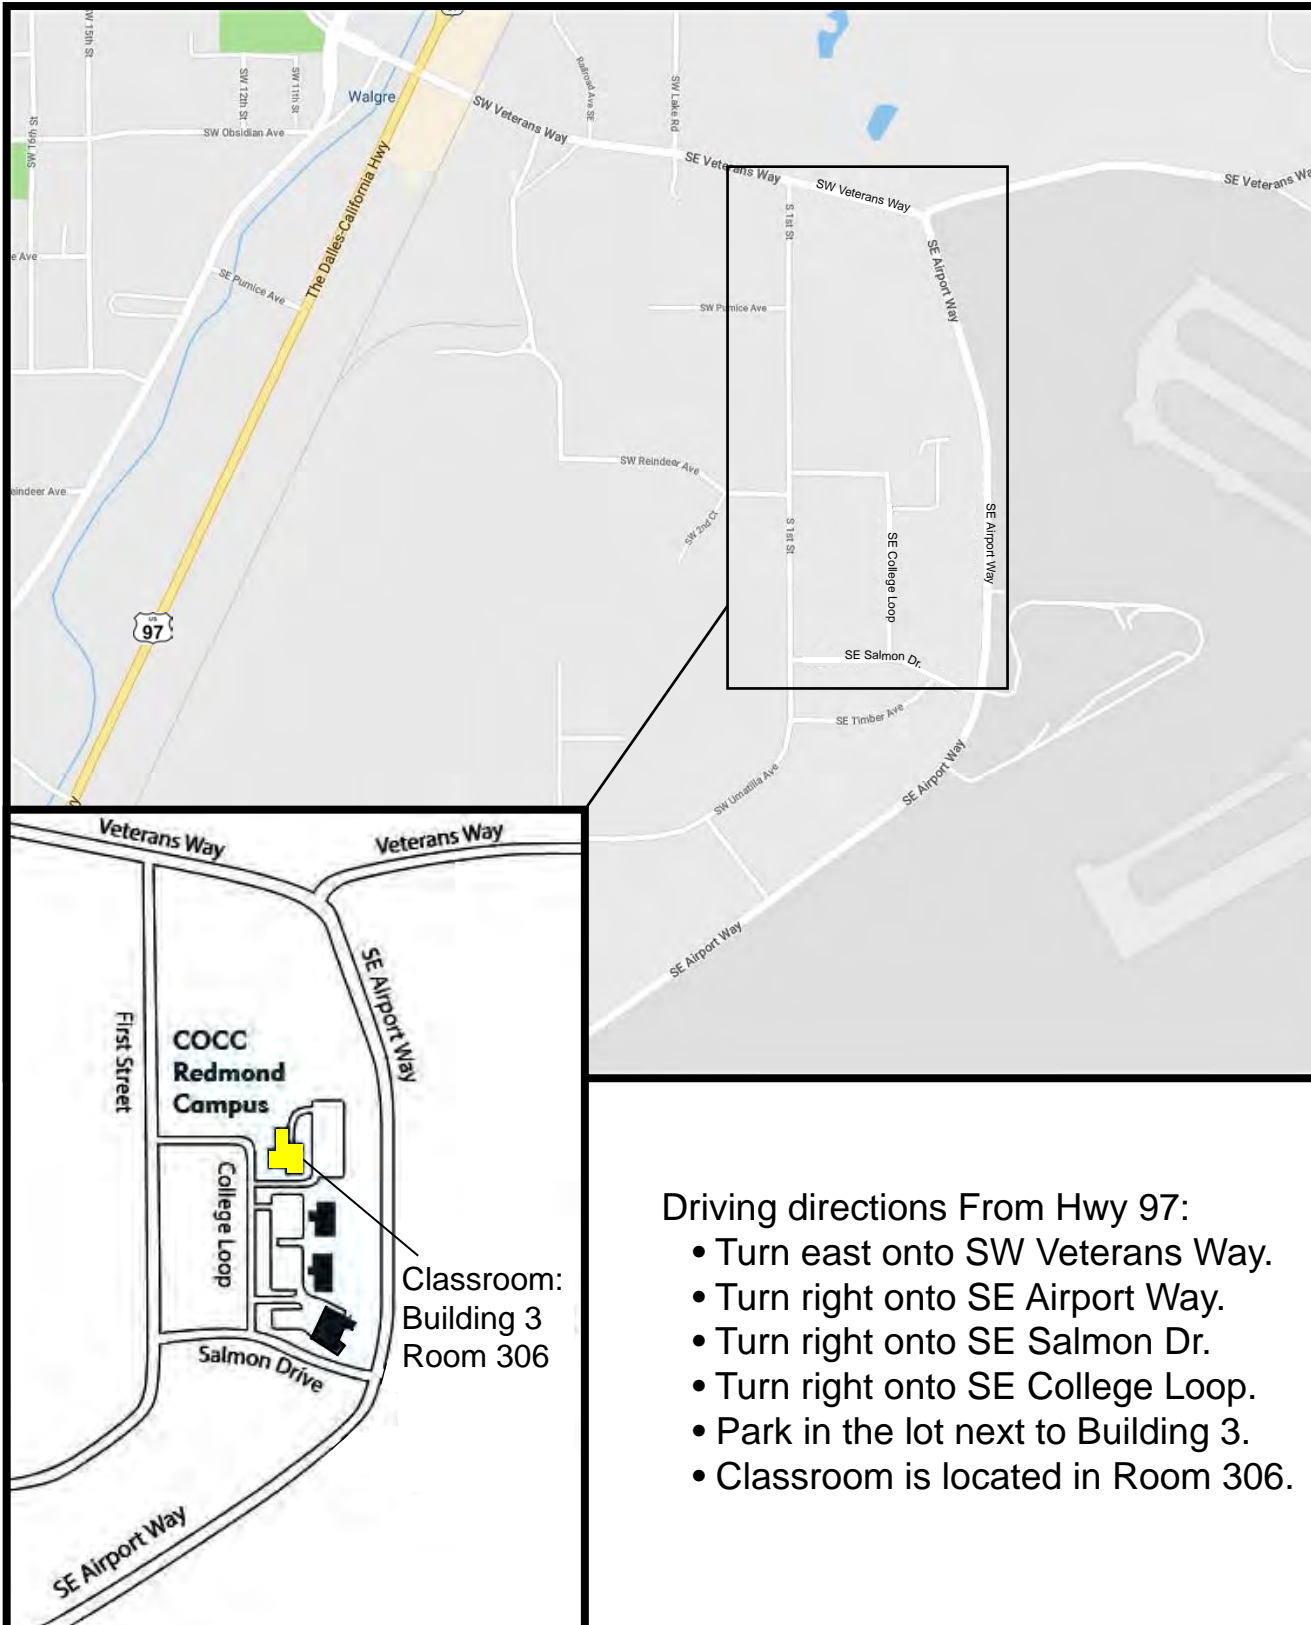 97
SW 15th St
SW 16th St
SW 12th St
SW 11th St
SW Obsidian Ave
Walgre
The Dalles-California Hwy
SW Veterans Way
Railroad Ave SE
SW Lake Rd
SE Veterans Way
SW Veterans Way
SE Veterans Wa
S 1st St
SE Airport Way
e Ave
SE Pumice Ave
SW Pumice Ave
SW Reindeer Ave
eindeer Ave
SW 2nd Ct
S 1st St
SE College Loop
SE Airport Way
US
97
SE Salmon Dr.
SE Timber Ave
SW Umatilla Ave
SE Airport Way
SE Airport Way
Veterans Way
Veterans Way
SE Airport Way
First Street
COCC
Redmond
Campus
College Loop
Classroom:
Building 3
Room 306
Salmon Drive
SE Airport Way
Driving directions From Hwy 97:
• Turn east onto SW Veterans Way.
• Turn right onto SE Airport Way.
• Turn right onto SE Salmon Dr.
• Turn right onto SE College Loop.
• Park in the lot next to Building 3.
• Classroom is located in Room 306.